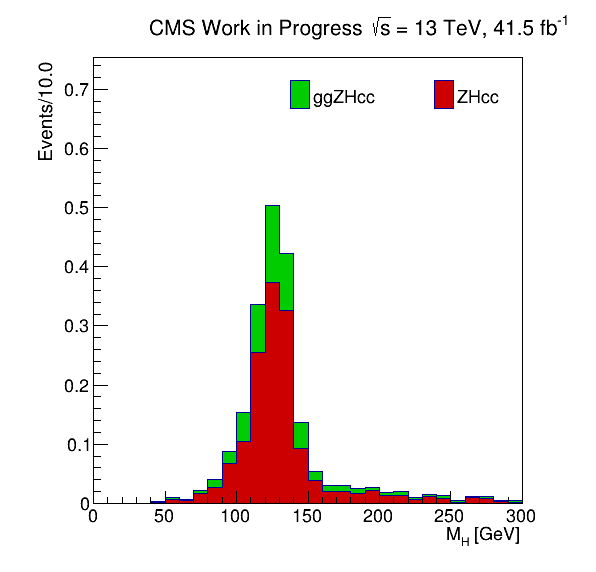 CMS Work in Progress √s = 13 TeV, 41.5 fb⁻¹
Events/10.0
ggZHcc ZHcc
0.7
0.6
0.5
0.4
0.3
0.2
0.1
0
0 50 100 150 200 250 300
M_H [GeV]